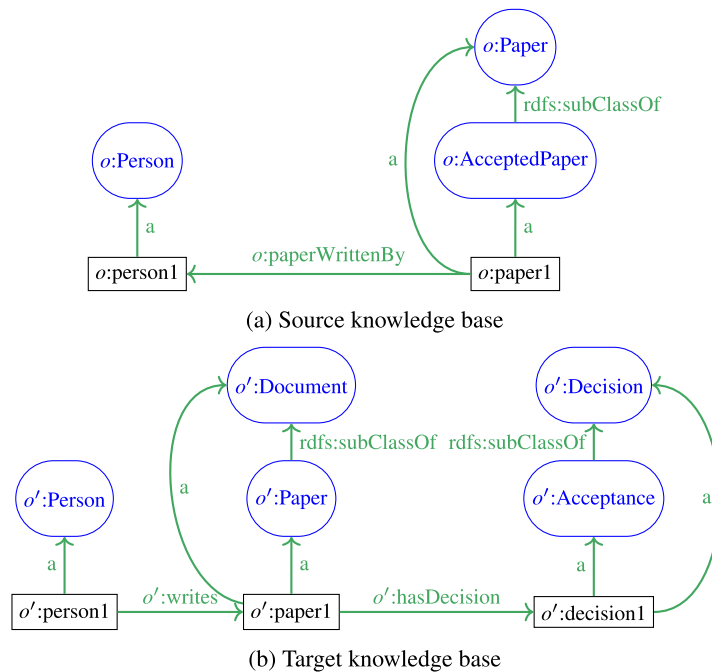 o:Paper
rdfs:subClassOf
o:Person
a
o:AcceptedPaper
a
a
o:paperWrittenBy
o:person1
o:paper1
(a) Source knowledge base
o′:Document
o′:Decision
rdfs:subClassOf
rdfs:subClassOf
o′:Person
a
o′:Paper
o′:Acceptance
a
a
a
a
o′:writes
o′:hasDecision
o′:person1
o′:paper1
o′:decision1
(b) Target knowledge base